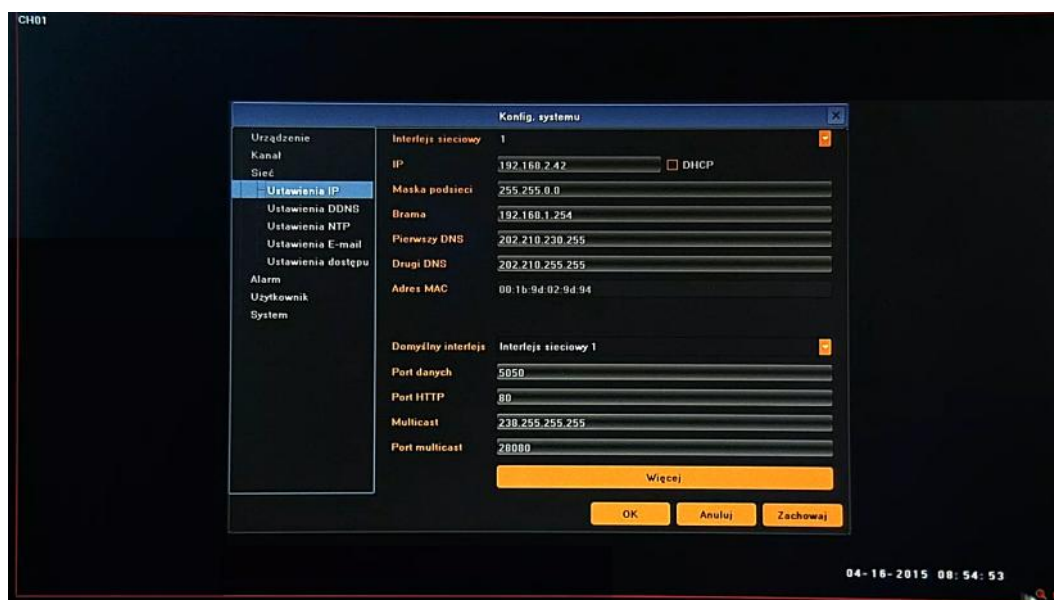 CH01
Konfig. systemu
Urządzenie
Kanał
Sieć
Ustawienia IP
Ustawienia DDNS
Ustawienia NTP
Ustawienia E-mail
Ustawienia dostępu
Alarm
Użytkownik
System
Interfejs sieciowy 1
IP 192.168.2.42 DHCP
Maska podsieci 255.255.0.0
Brama 192.168.1.254
Pierwszy DNS 202.210.230.255
Drugi DNS 202.210.255.255
Adres MAC 00:1b:9d:02:9d:94
Domyślny interfejs Interfejs sieciowy 1
Port danych 5050
Port HTTP 80
Multicast 238.255.255.255
Port multicast 28080
Więcej
OK Anuluj Zachowaj
04-16-2015 08:54:53